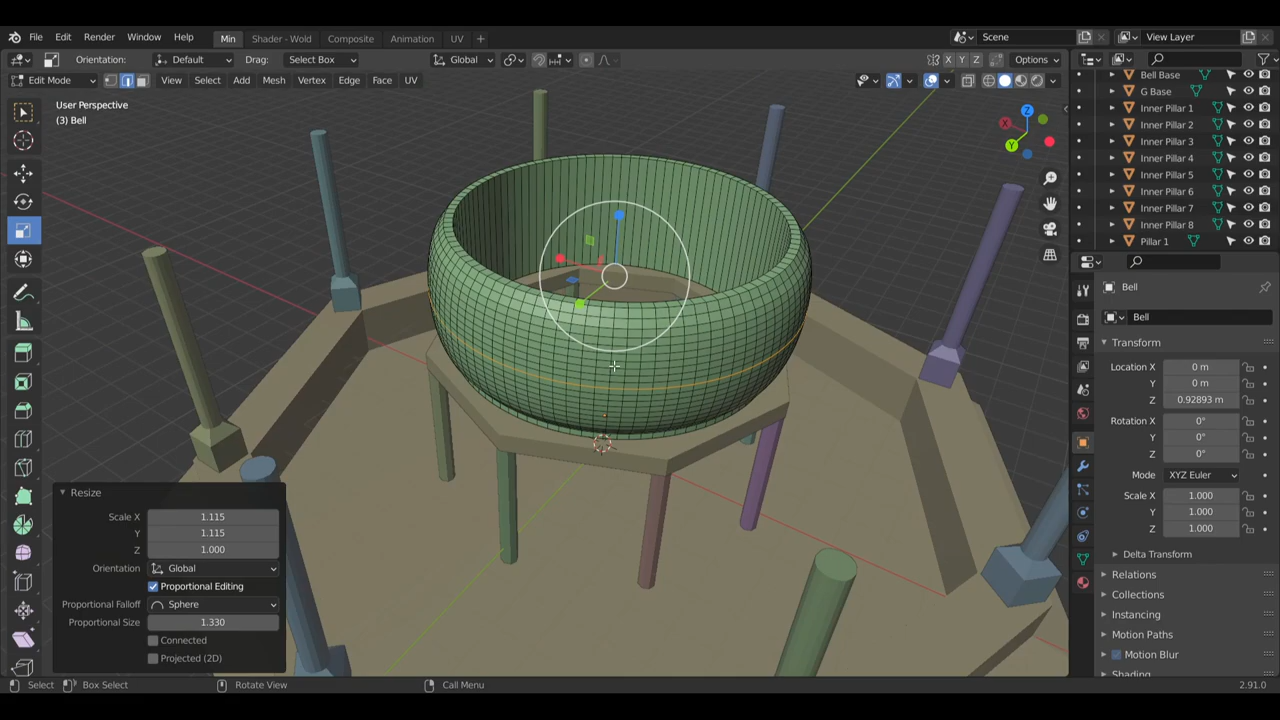 File Edit Render Window Help Min Shader - Wold Composite Animation UV Scene View Layer
Orientation: Default Drag: Select Box Global X Y Z Options
Edit Mode View Select Add Mesh Vertex Edge Face UV
User Perspective
(3) Bell
X
Y
Z
Bell Base
G Base
Inner Pillar 1
Inner Pillar 2
Inner Pillar 3
Inner Pillar 4
Inner Pillar 5
Inner Pillar 6
Inner Pillar 7
Inner Pillar 8
Pillar 1
Bell
Bell
Transform
Location X 0 m
Y 0 m
Z 0.92893 m
Rotation X 0°
Y 0°
Z 0°
Mode XYZ Euler
Scale X 1.000
Y 1.000
Z 1.000
Delta Transform
Relations
Collections
Instancing
Motion Paths
Motion Blur
Shading
Resize
Scale X 1.115
Y 1.115
Z 1.000
Orientation Global
Proportional Editing
Proportional Falloff Sphere
Proportional Size 1.330
Connected
Projected (2D)
Select Box Select Rotate View Call Menu 2.91.0